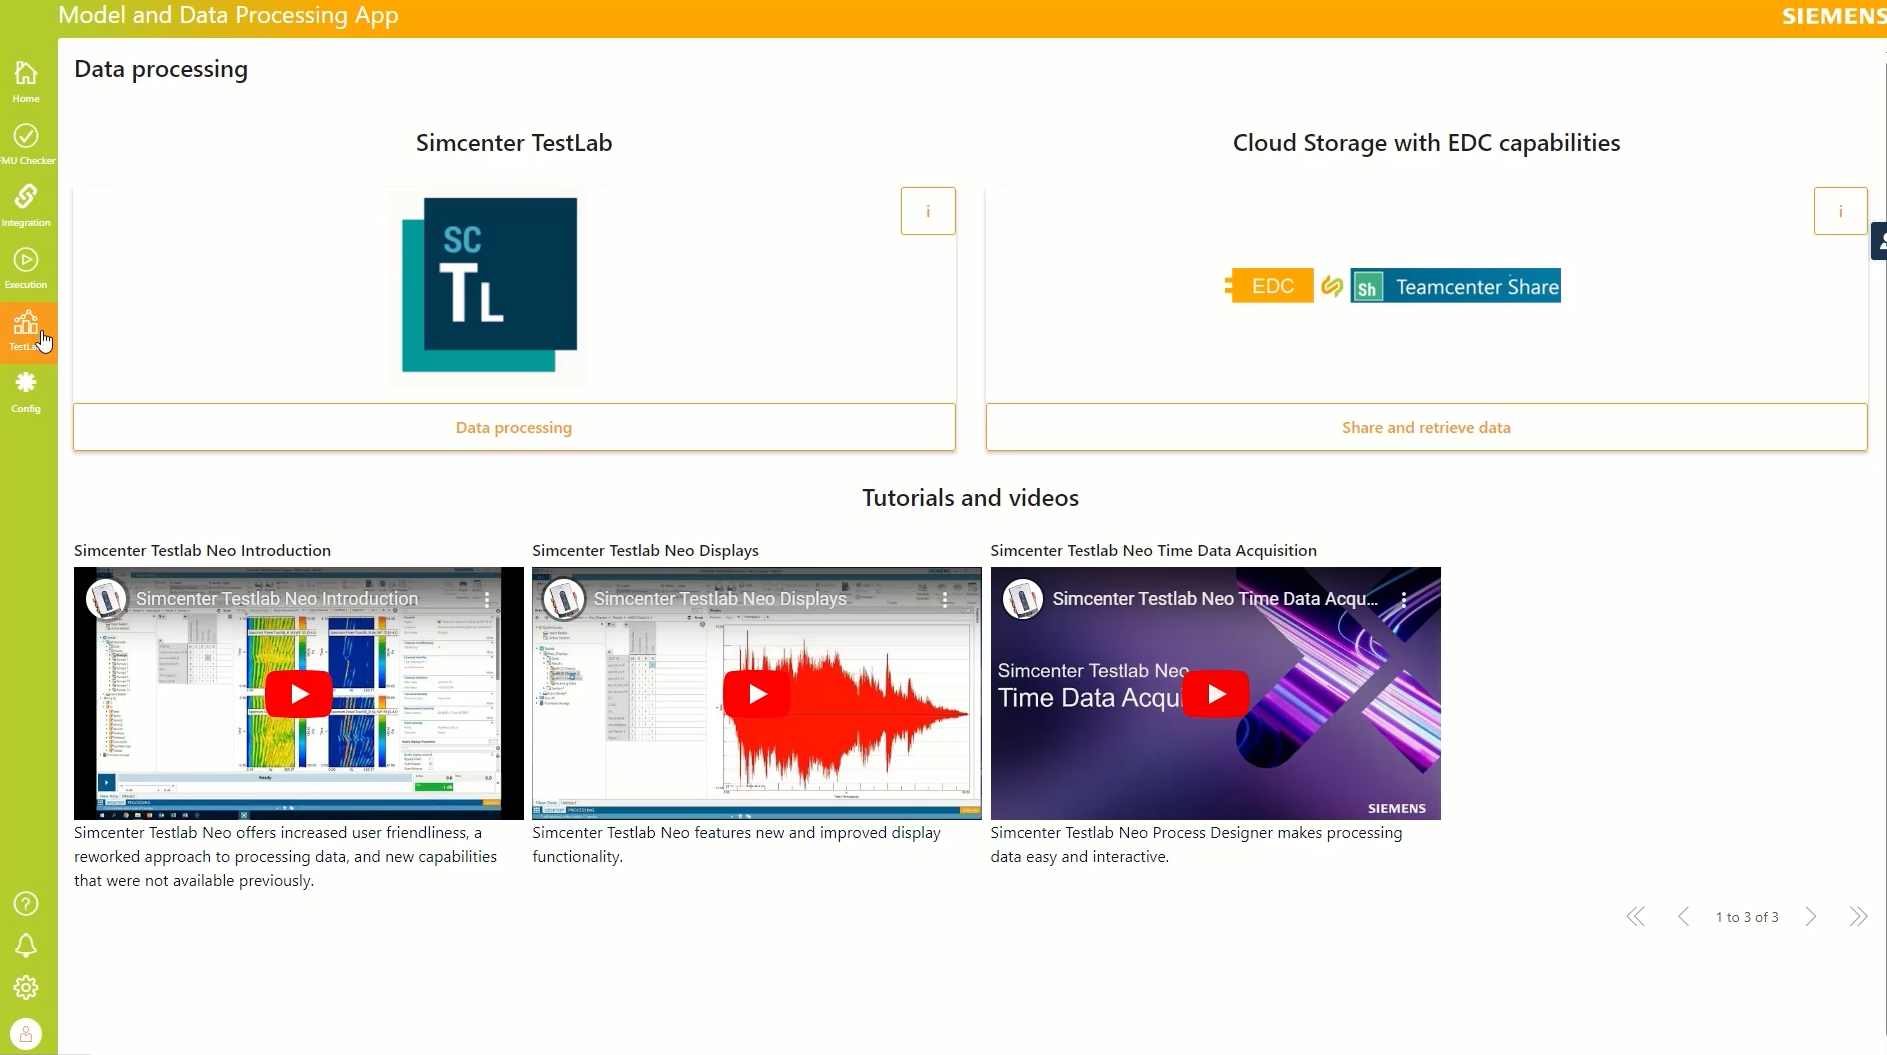 Model and Data Processing App
SIEMENS
Home
FMU Checker
Integration
Execution
Config
Data processing
Simcenter TestLab
Cloud Storage with EDC capabilities
SC
TL
i
EDC
Sh
Teamcenter Share
i
Data processing
Share and retrieve data
Tutorials and videos
Simcenter Testlab Neo Introduction
Simcenter Testlab Neo Displays
Simcenter Testlab Neo Time Data Acquisition
Simcenter Testlab Neo Introduction
Simcenter Testlab Neo Displays
Simcenter Testlab Neo Time Data Acqu...
Simcenter Testlab Neo
Time Data Acqui
SIEMENS
Simcenter Testlab Neo offers increased user friendliness, a
reworked approach to processing data, and new capabilities
that were not available previously.
Simcenter Testlab Neo features new and improved display
functionality.
Simcenter Testlab Neo Process Designer makes processing
data easy and interactive.
1 to 3 of 3